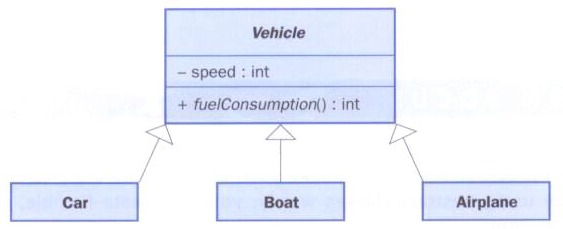 Vehicle
– speed : int
+ fuelConsumption() : int
Car
Boat
Airplane